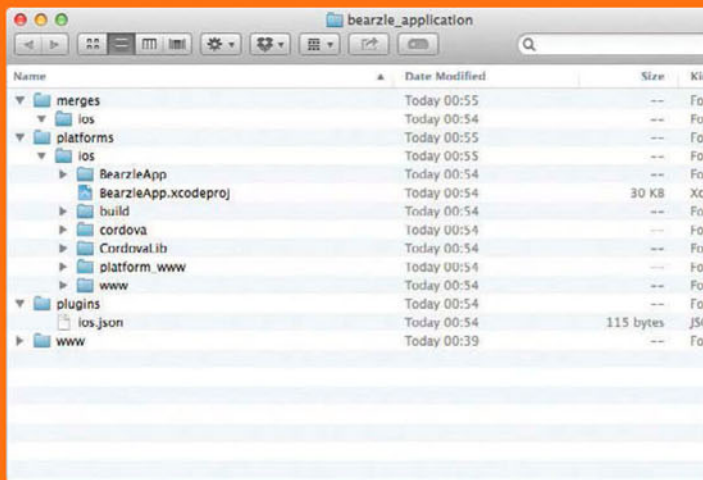 bearzle_application
Name Date Modified Size
merges Today 00:55 -- Fo
ios Today 00:54 -- Fo
platforms Today 00:55 -- Fo
ios Today 00:55 -- Fo
BearzleApp Today 00:54 -- Fo
BearzleApp.xcodeproj Today 00:54 30 KB Xc
build Today 00:54 -- Fo
cordova Today 00:54 -- Fo
CordovaLib Today 00:54 -- Fo
platform_www Today 00:54 -- Fo
www Today 00:54 -- Fo
plugins Today 00:54 -- Fo
ios.json Today 00:54 115 bytes
www Today 00:39 -- Fo